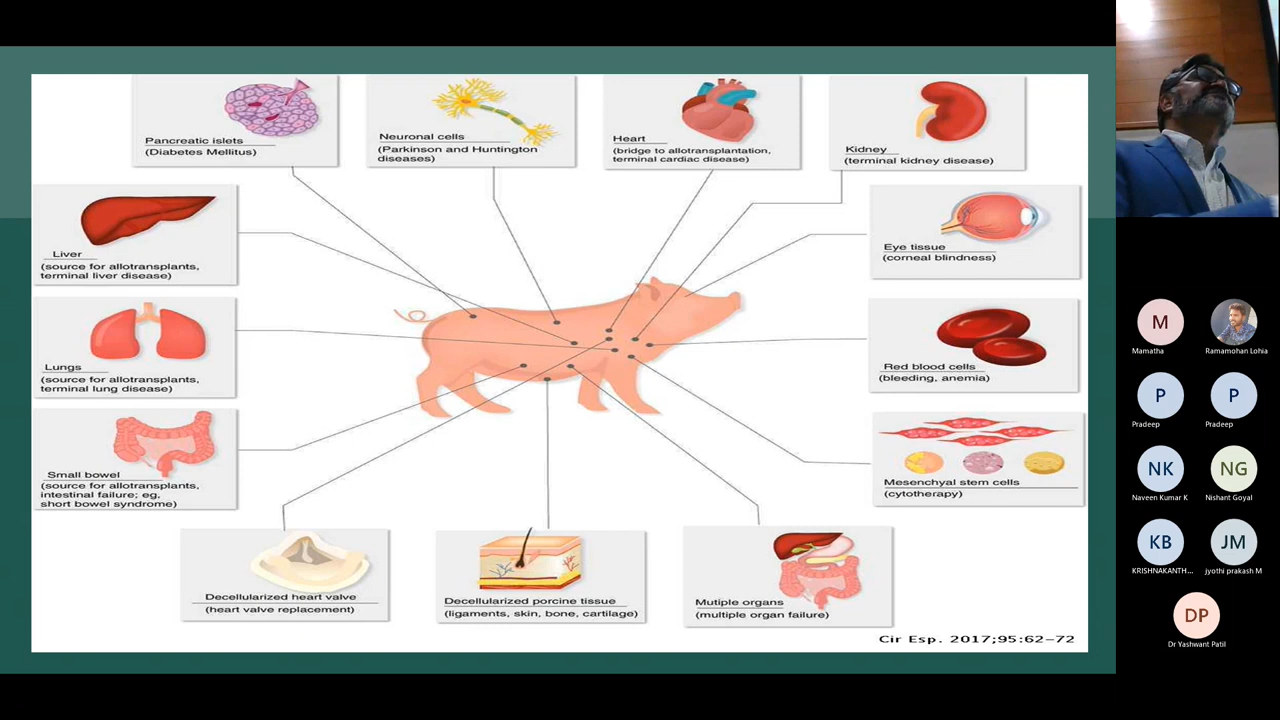 Pancreatic islets
(Diabetes Mellitus)
Neuronal cells
(Parkinson and Huntington
diseases)
Heart
(bridge to allotransplantation,
terminal cardiac disease)
Kidney
(terminal kidney disease)
Liver
(source for allotransplants,
terminal liver disease)
Eye tissue
(corneal blindness)
Lungs
(source for allotransplants,
terminal lung disease)
Red blood cells
(bleeding, anemia)
Small bowel
(source for allotransplants,
intestinal failure; eg,
short bowel syndrome)
Mesenchyal stem cells
(cytotherapy)
Decellularized heart valve
(heart valve replacement)
Decellularized porcine tissue
(ligaments, skin, bone, cartilage)
Mutiple organs
(multiple organ failure)
Cir Esp. 2017;95:62–72
M
Mamatha
Ramamohan Lohia
P
Pradeep
P
Pradeep
NK
Naveen Kumar K
NG
Nishant Goyal
KB
KRISHNAKANTH...
JM
jyothi prakash M
DP
Dr Yashwant Patil